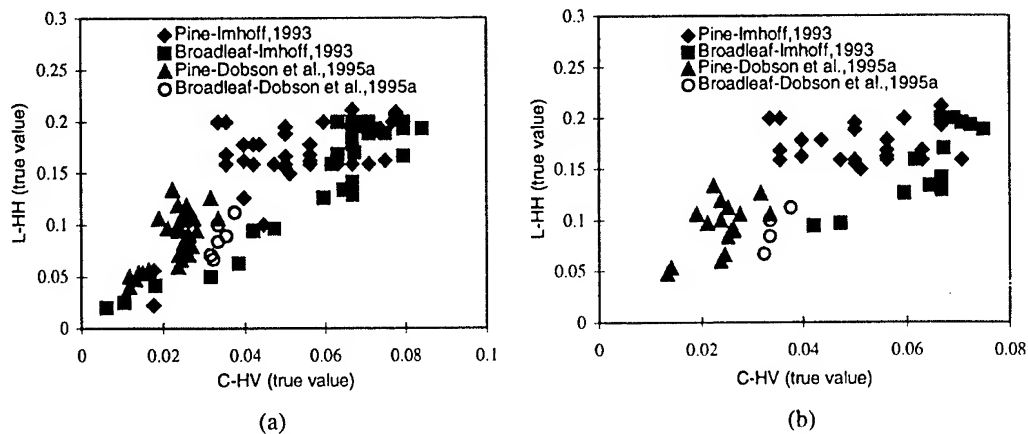 0.3
0.25
0.2
0.15
0.1
0.05
0
L-HH (true value)
Pine-Imhoff,1993
Broadleaf-Imhoff,1993
Pine-Dobson et al.,1995a
Broadleaf-Dobson et al.,1995a
0 0.02 0.04 0.06 0.08 0.1
C-HV (true value)
(a)
0.3
0.25
0.2
0.15
0.1
0.05
0
L-HH (true value)
Pine-Imhoff,1993
Broadleaf-Imhoff,1993
Pine-Dobson et al.,1995a
Broadleaf-Dobson et al.,1995a
0 0.02 0.04 0.06 0.08
C-HV (true value)
(b)